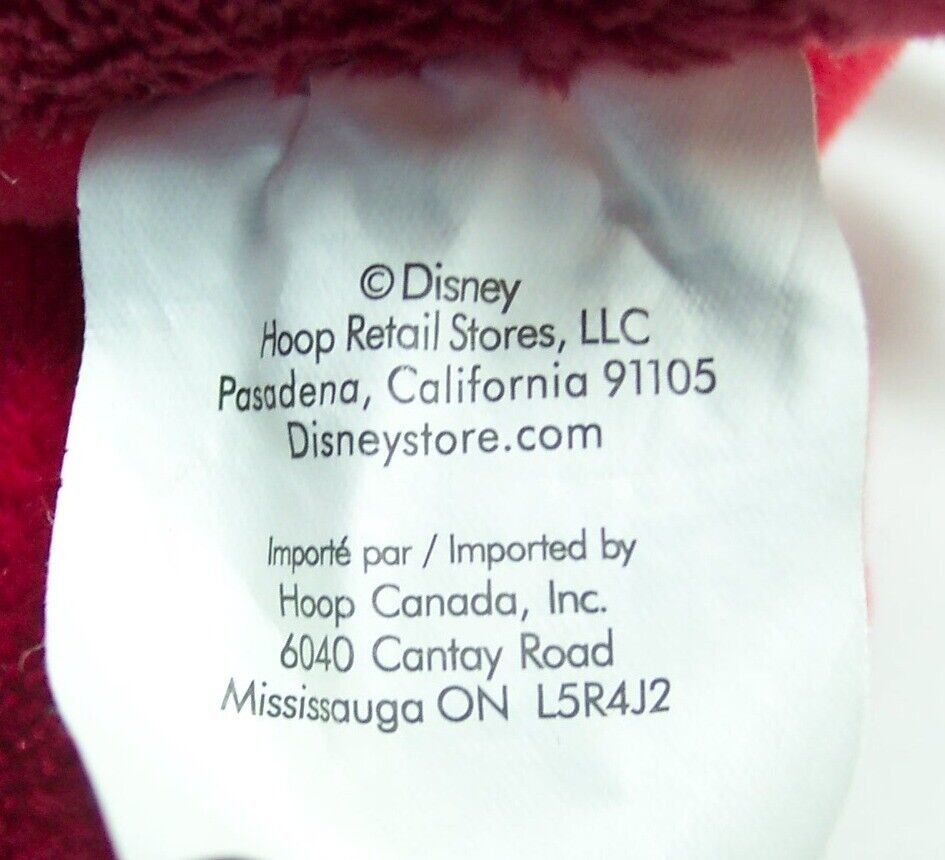 ©Disney
Hoop Retail Stores, LLC
Pasadena, California 91105
Disneystore.com
Importé par / Imported by
Hoop Canada, Inc.
6040 Cantay Road
Mississauga ON L5R4J2